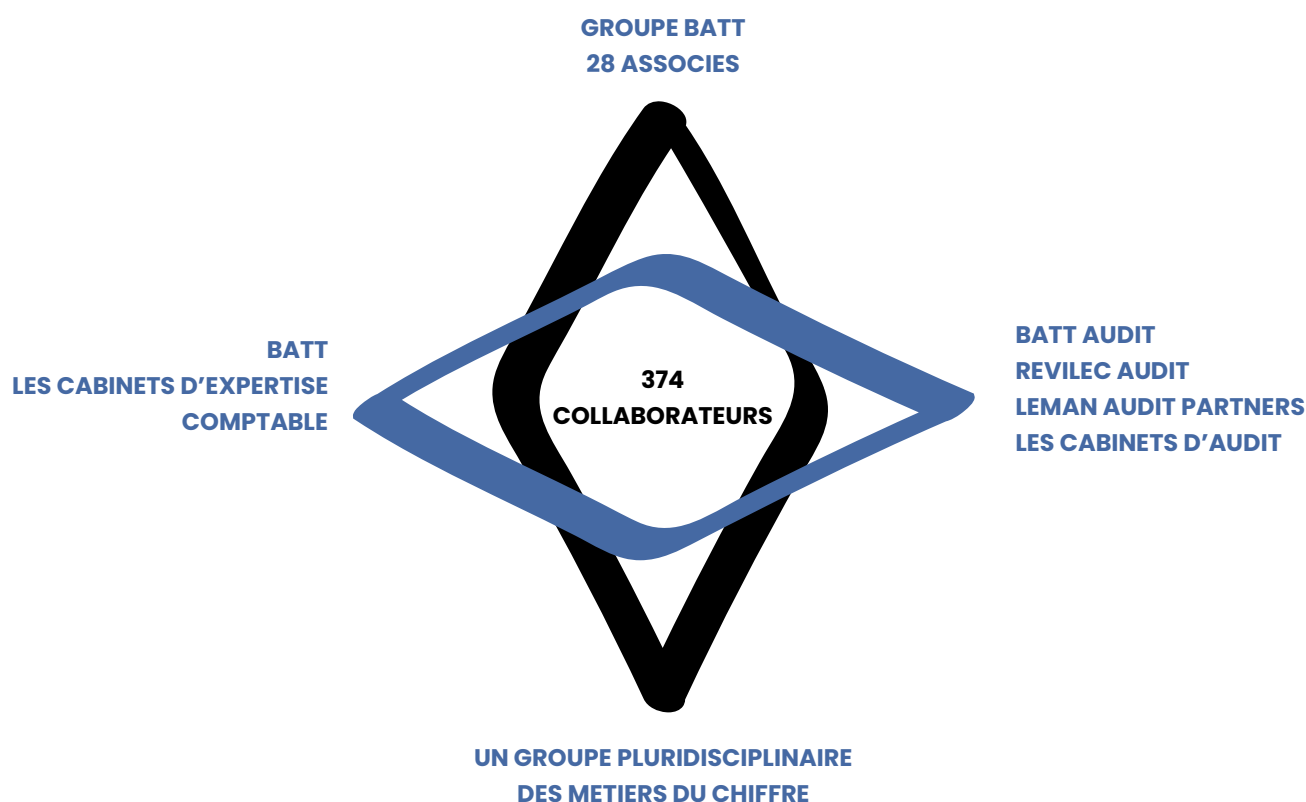 GROUPE BATT
28 ASSOCIES
BATT
LES CABINETS D’EXPERTISE
COMPTABLE
374
COLLABORATEURS
BATT AUDIT
REVILEC AUDIT
LEMAN AUDIT PARTNERS
LES CABINETS D’AUDIT
UN GROUPE PLURIDISCIPLINAIRE
DES METIERS DU CHIFFRE